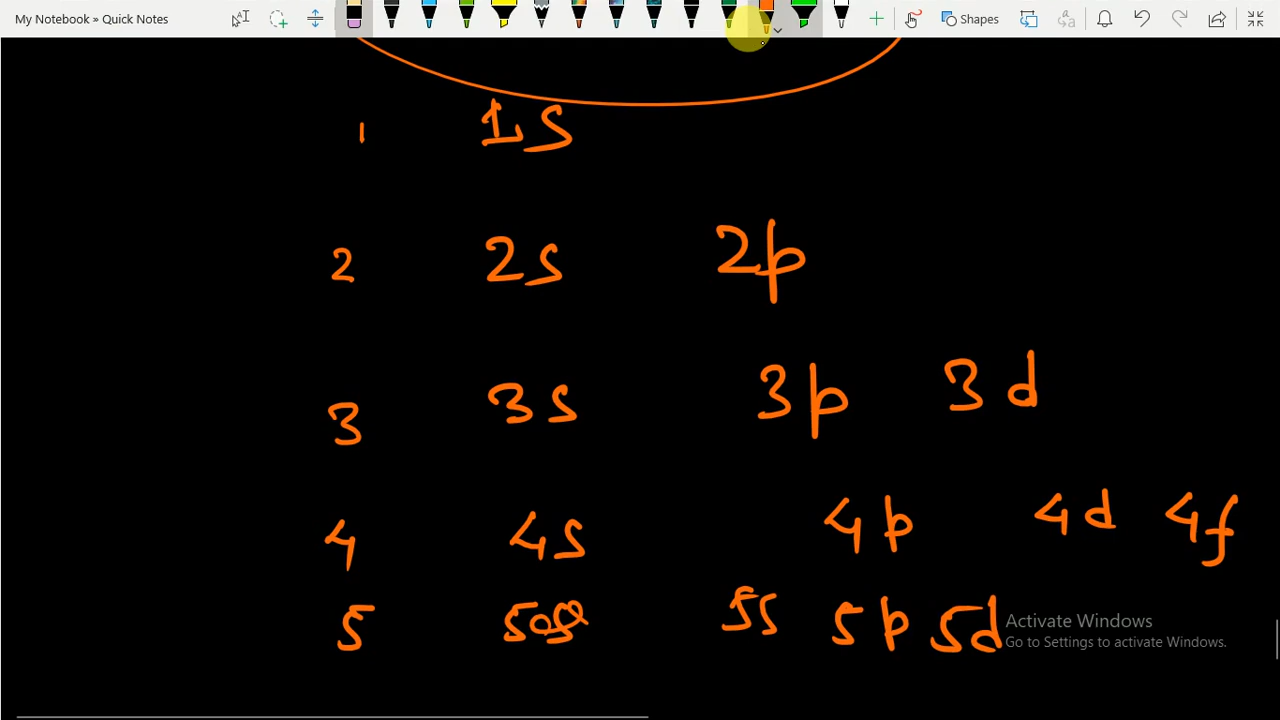 My Notebook » Quick Notes
Shapes
1 1s
2 2s 2p
3 3s 3p 3d
4 4s 4p 4d 4f
5 5s 5p 5d
Activate Windows
Go to Settings to activate Windows.